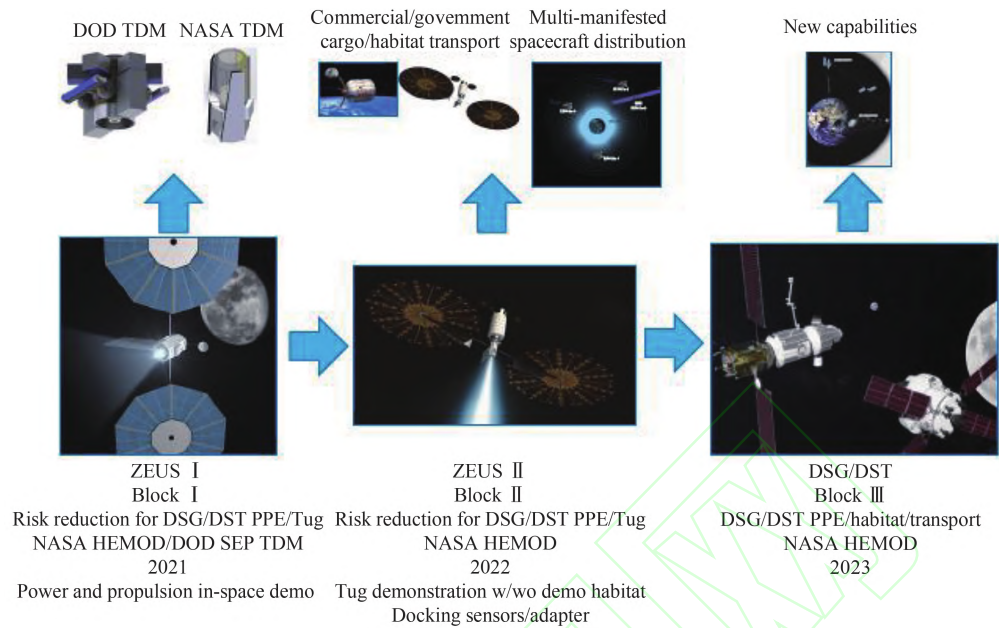 DOD TDM
NASA TDM
Commercial/govemment
cargo/habitat transport
Multi-manifested
spacecraft distribution
New capabilities
ZEUS Ⅰ
Block Ⅰ
Risk reduction for DSG/DST PPE/Tug
NASA HEMOD/DOD SEP TDM
2021
Power and propulsion in-space demo
ZEUS Ⅱ
Block Ⅱ
Risk reduction for DSG/DST PPE/Tug
NASA HEMOD
2022
Tug demonstration w/wo demo habitat
Docking sensors/adapter
DSG/DST
Block Ⅲ
DSG/DST PPE/habitat/transport
NASA HEMOD
2023